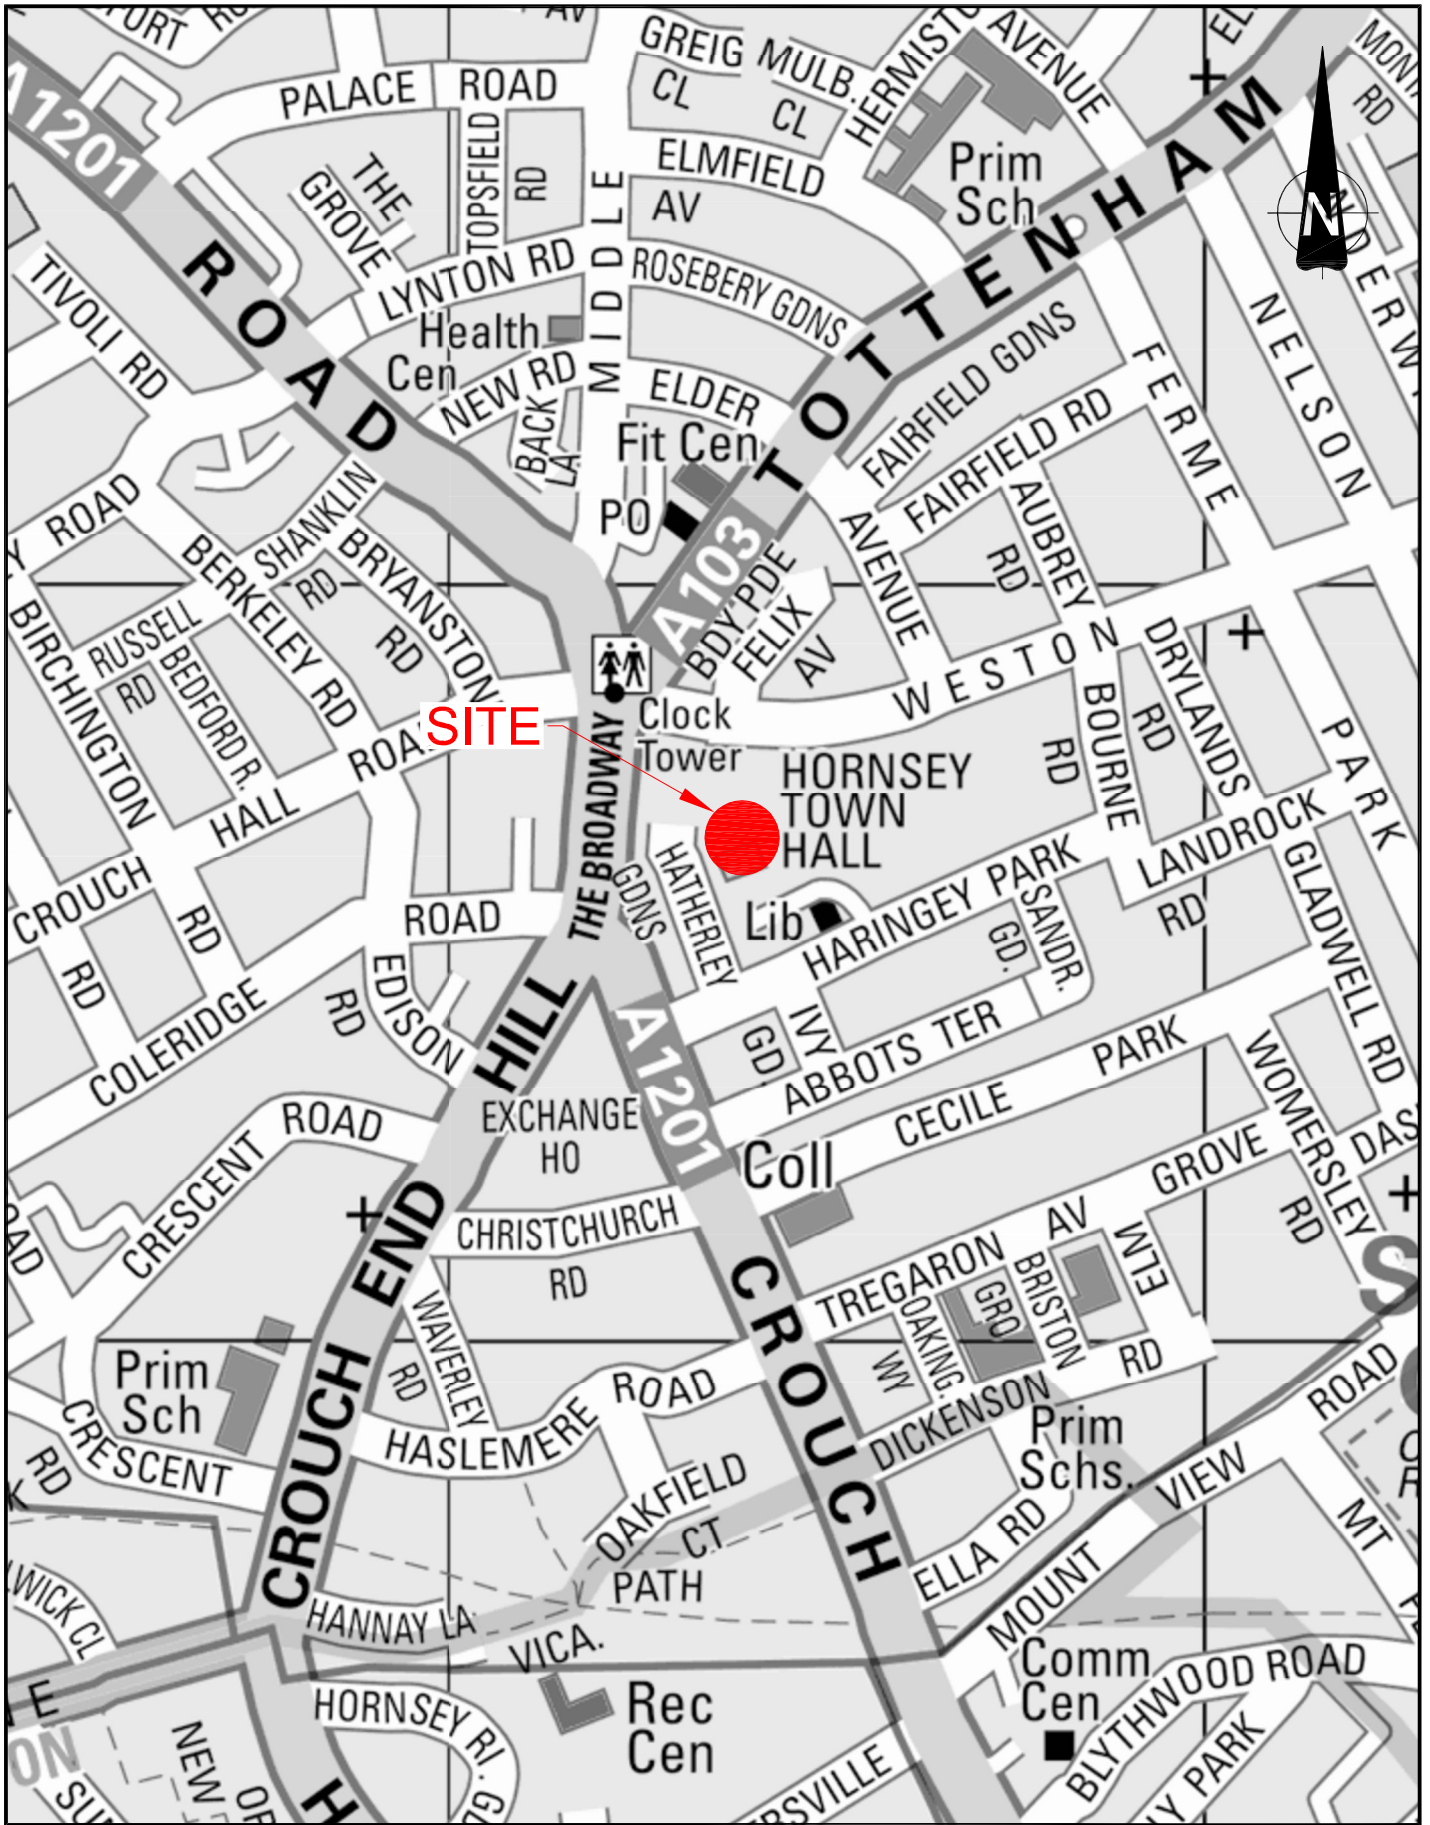 PALACE ROAD
GREIG
CL
MULB.
CL
AVENUE
A1201
TOPSFIELD
RD
THE
GROVE
ELMFIELD
AV
Prim
Sch
RD
N
ROAD
LYNTON RD
MIDDLE
ROSEBERY GDNS
TOTTENHAM
TIVOLI RD
Health
Cen
NEW RD
BACK
LA
ELDER
Fit Cen
PO
FAIRFIELD GDNS
FAIRFIELD RD
FERME
NELSON
ROAD
SHANKLIN
RD
BERKELEY RD
BRYANSTON
RD
A103
BDY PDE
FELIX
AV
AVENUE
AUBREY
RD
RUSSELL
RD
BEDFORD R.
BIRCHINGTON
RD
WESTON
PARK
DRYLANDS
RD
BOURNE
RD
SITE
Clock
Tower
THE BROADWAY
HORNSEY
TOWN
HALL
CROUCH
HALL
ROAD
RD
HATHERLEY
GDNS
Lib
HARINGEY PARK
LANDROCK
RD
SANDR.
GD.
GLADWELL RD
COLERIDGE
ROAD
EDISON
RD
IVY
GD.
ABBOTS TER
CECILE
PARK
WOMERSLEY
RD
A1201
EXCHANGE
HO
Coll
CRESCENT
ROAD
CROUCH END HILL
CHRISTCHURCH
RD
CROUCH
TREGARON
AV
GROVE
ELM
OAKING.
WY
GRO
BRISTON
DICKENSON
RD
Prim
Sch
WAVERLEY
RD
HASLEMERE
ROAD
Prim
Schs.
CRESCENT
RD
OAKFIELD
CT
PATH
ELLA RD
MOUNT
VIEW
ROAD
MT
HANNAY LA
VICA.
Comm
Cen
BLYTHWOOD ROAD
PARK
HORNSEY RI.
Rec
Cen
NEW